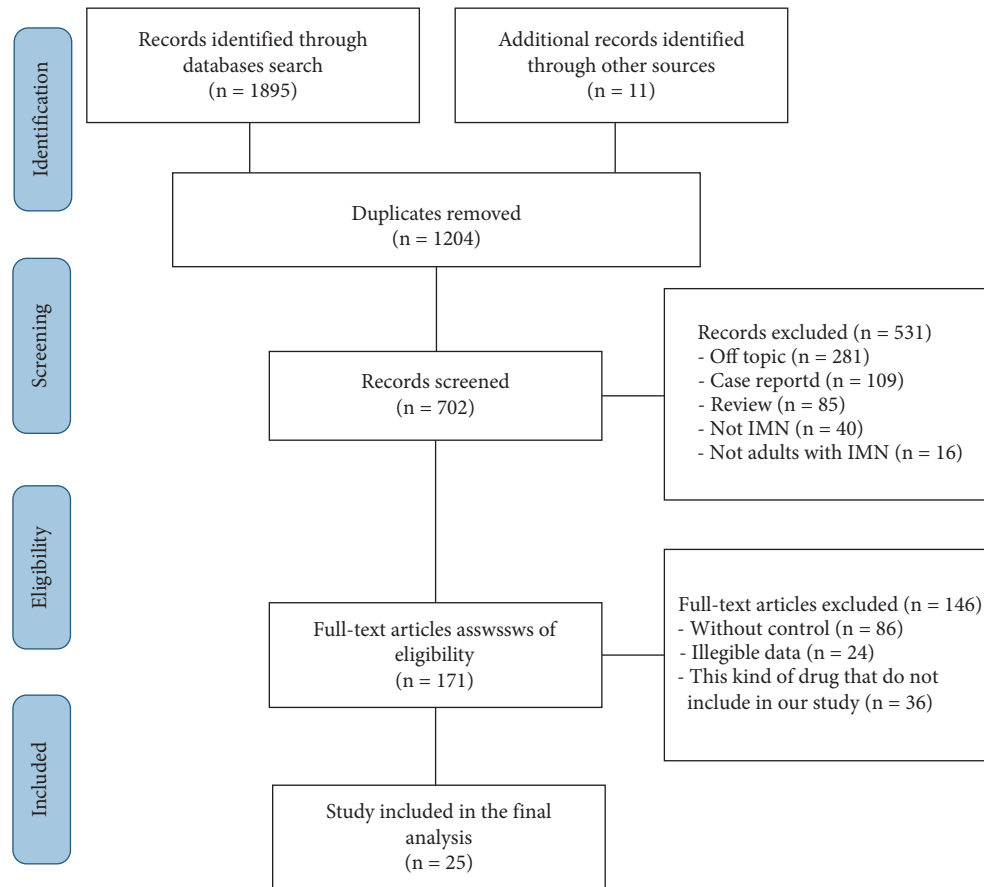 Identification
Records identified through
databases search
(n = 1895)
Additional records identified
through other sources
(n = 11)
Duplicates removed
(n = 1204)
Screening
Records screened
(n = 702)
Records excluded (n = 531)
- Off topic (n = 281)
- Case reportd (n = 109)
- Review (n = 85)
- Not IMN (n = 40)
- Not adults with IMN (n = 16)
Eligibility
Full-text articles asswssws of
eligibility
(n = 171)
Full-text articles excluded (n = 146)
- Without control (n = 86)
- Illegible data (n = 24)
- This kind of drug that do not
include in our study (n = 36)
Included
Study included in the final
analysis
(n = 25)